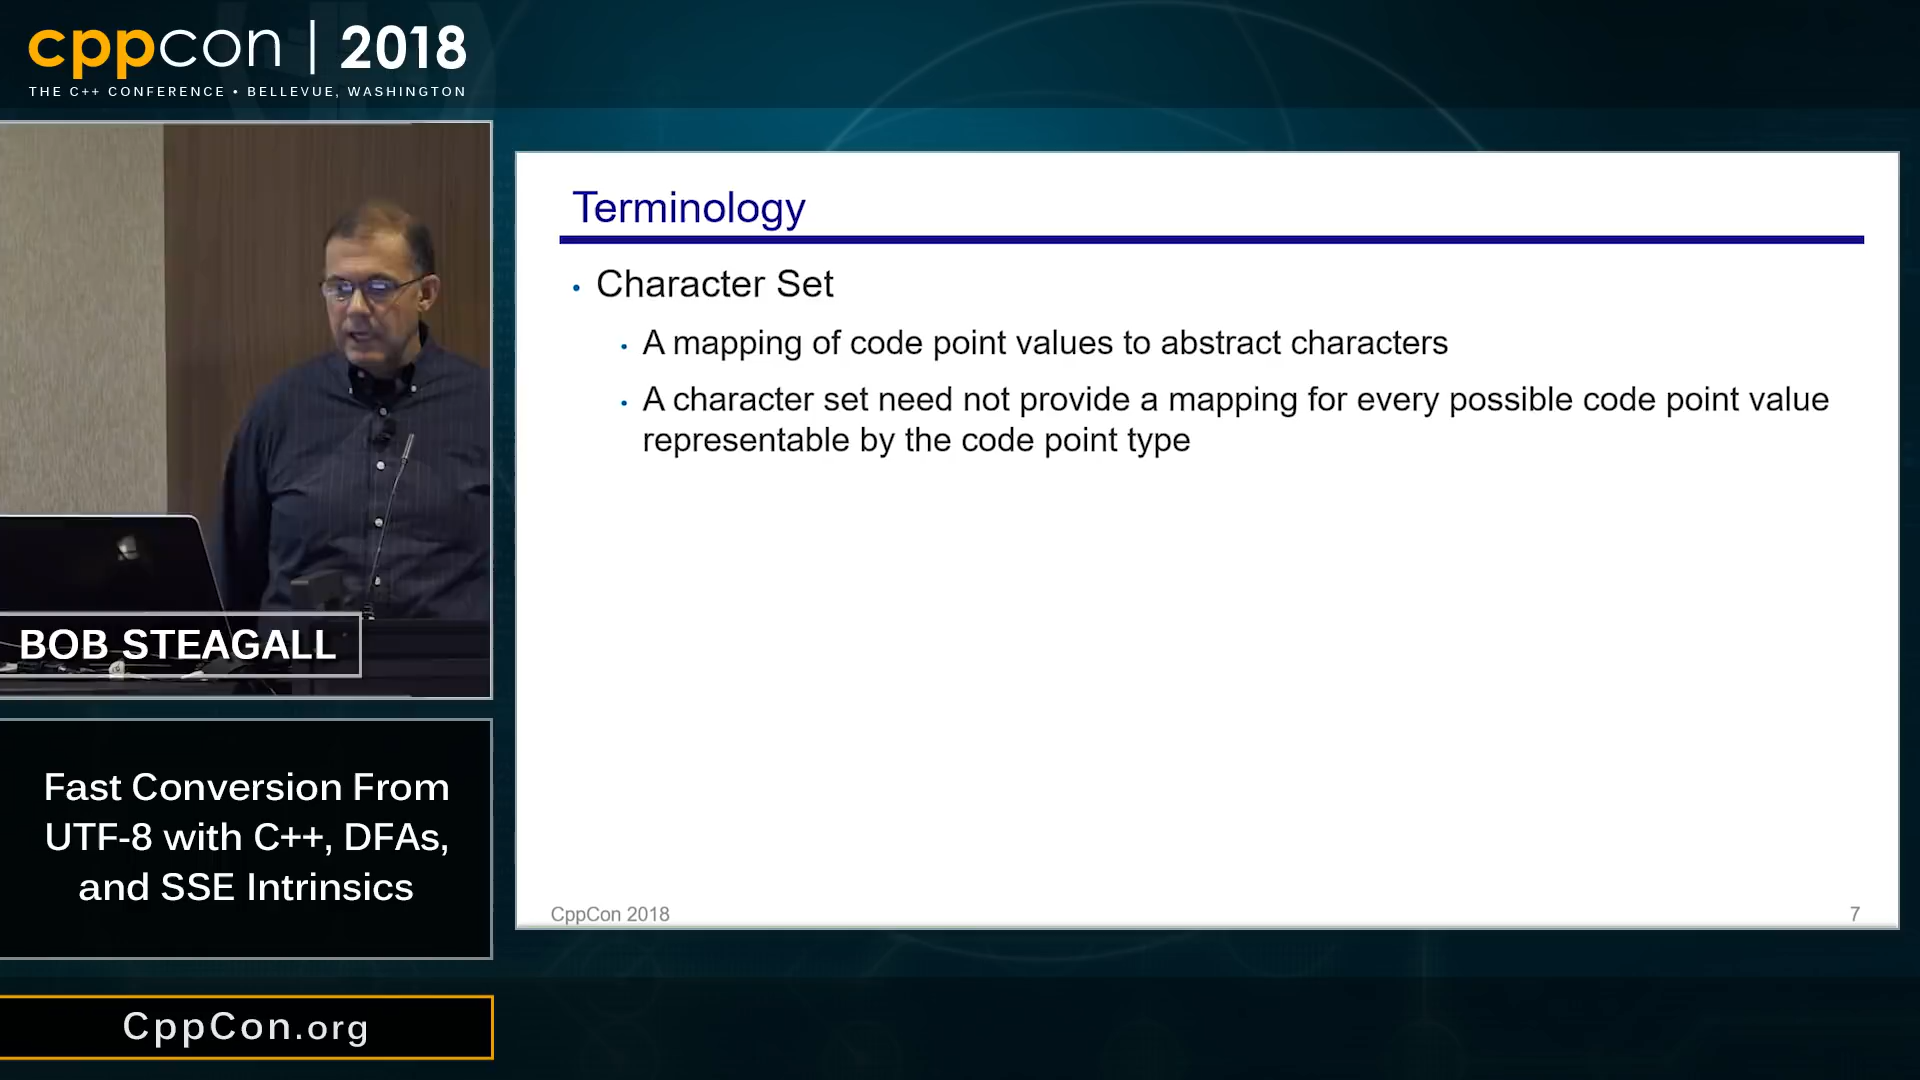 cppcon | 2018
THE C++ CONFERENCE • BELLEVUE, WASHINGTON
BOB STEAGALL
Fast Conversion From
UTF-8 with C++, DFAs,
and SSE Intrinsics
CppCon.org
Terminology
• Character Set
• A mapping of code point values to abstract characters
• A character set need not provide a mapping for every possible code point value
representable by the code point type
CppCon 2018
7